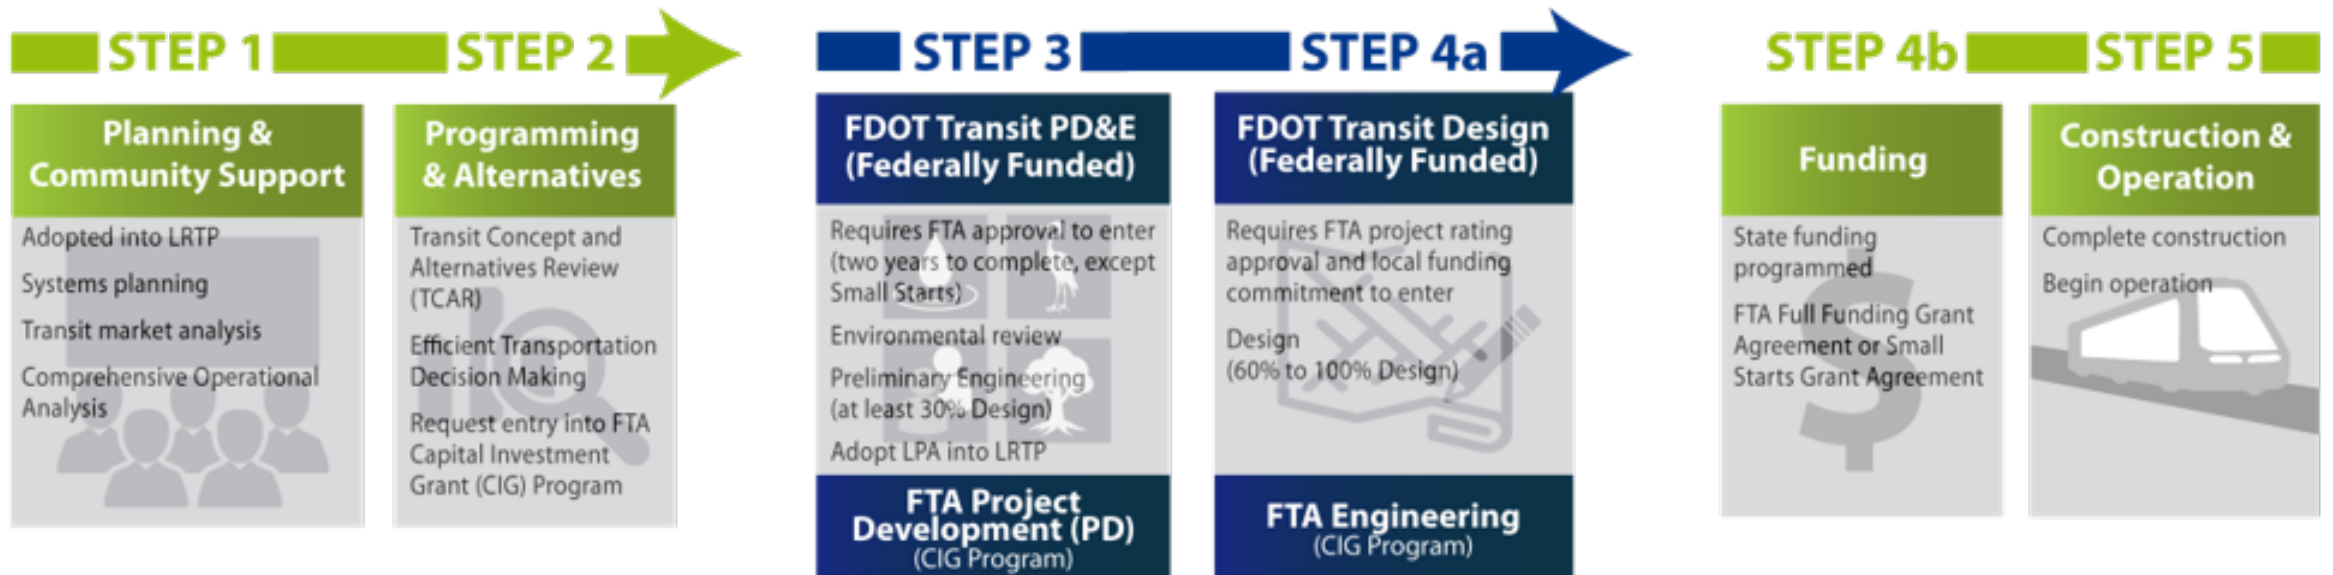 STEP 1
STEP 2
STEP 3
STEP 4a
STEP 4b
STEP 5
Planning &
Community Support
Adopted into LRTP
Systems planning
Transit market analysis
Comprehensive Operational
Analysis
Programming
& Alternatives
Transit Concept and
Alternatives Review
(TCAR)
Efficient Transportation
Decision Making
Request entry into FTA
Capital Investment
Grant (CIG) Program
FDOT Transit PD&E
(Federally Funded)
Requires FTA approval to enter
(two years to complete, except
Small Starts)
Environmental review
Preliminary Engineering
(at least 30% Design)
Adopt LPA into LRTP
FTA Project
Development (PD)
(CIG Program)
FDOT Transit Design
(Federally Funded)
Requires FTA project rating
approval and local funding
commitment to enter
Design
(60% to 100% Design)
FTA Engineering
(CIG Program)
Funding
State funding
programmed
FTA Full Funding Grant
Agreement or Small
Starts Grant Agreement
Construction &
Operation
Complete construction
Begin operation